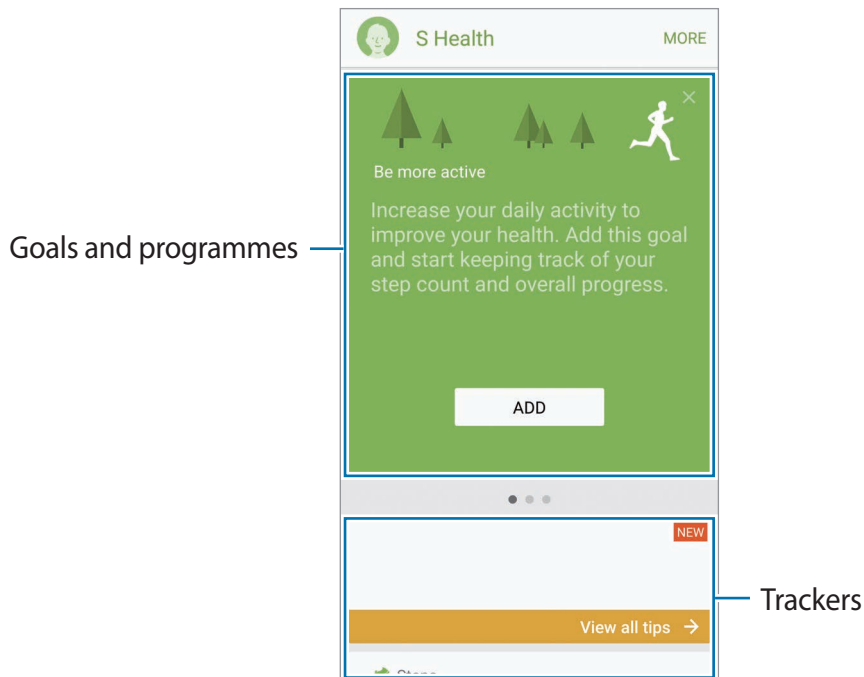 S Health
MORE
Be more active
Increase your daily activity to
improve your health. Add this goal
and start keeping track of your
step count and overall progress.
Goals and programmes
ADD
NEW
Trackers
View all tips